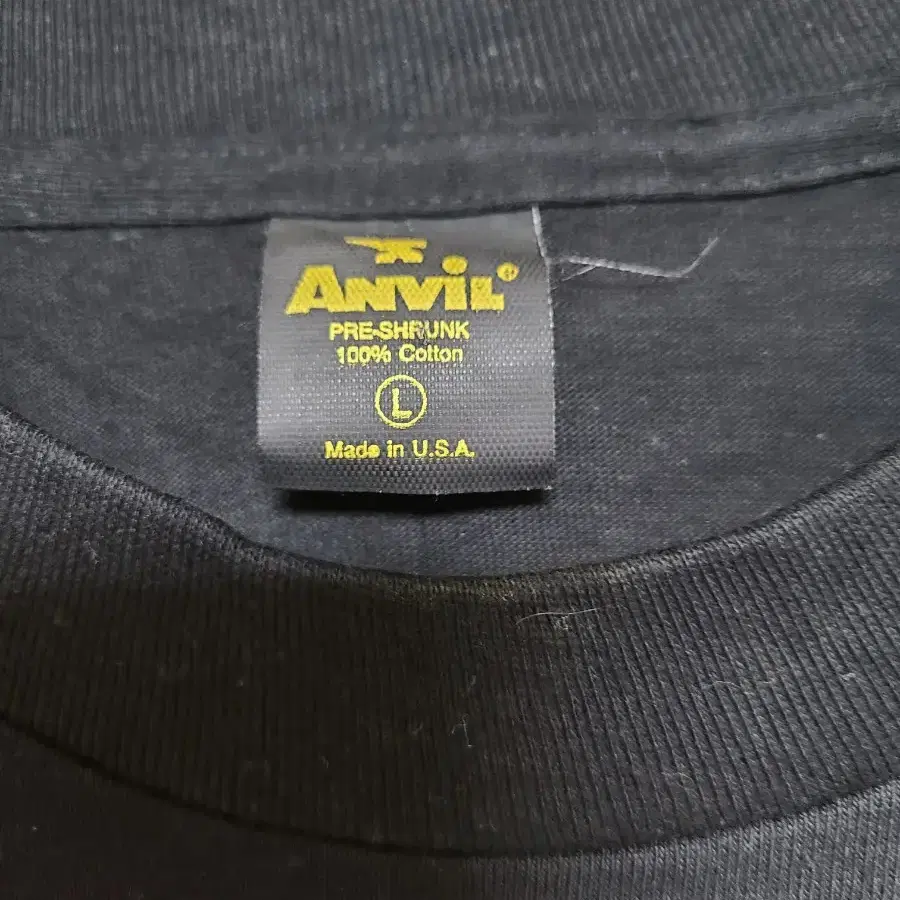 ANVIL®
PRE-SHRUNK
100% Cotton
L
Made in U.S.A.